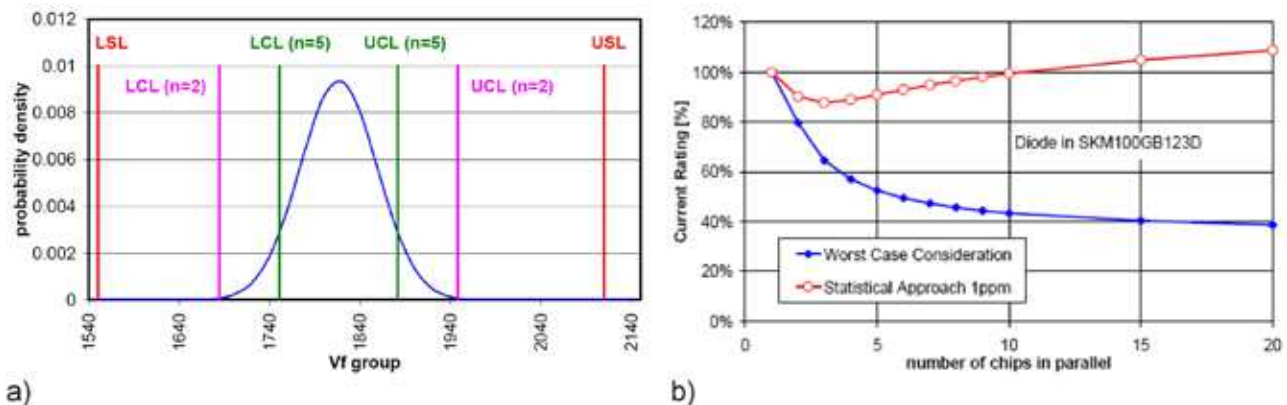 0.012
0.01
0.008
0.006
0.004
0.002
0
probability density
LSL
LCL (n=5)
UCL (n=5)
USL
LCL (n=2)
UCL (n=2)
1540
1640
1740
1840
1940
2040
2140
Vf group
a)
120%
100%
80%
60%
40%
20%
0%
Current Rating [%]
Diode in SKM100GB123D
Worst Case Consideration
Statistical Approach 1ppm
0
5
10
15
20
number of chips in parallel
b)